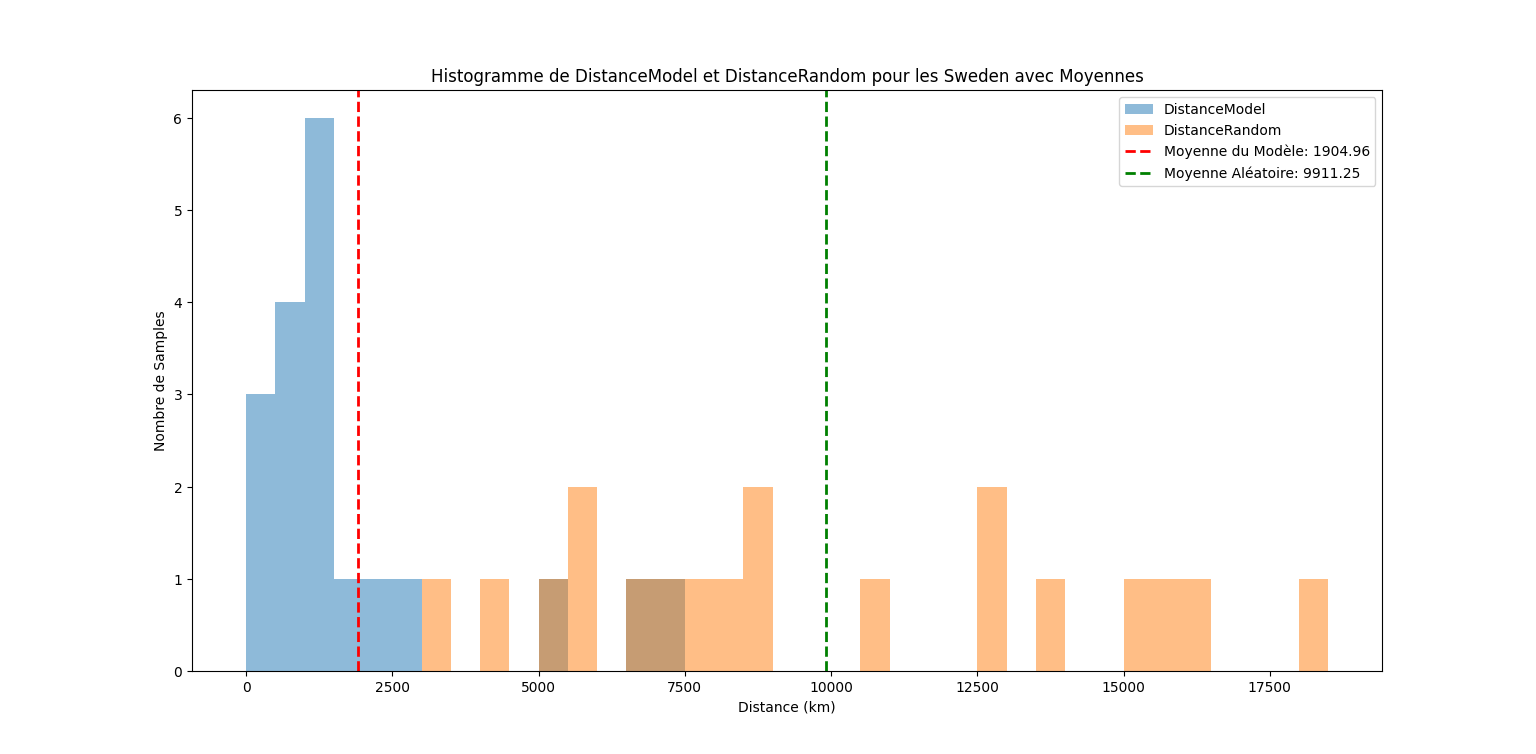 Histogramme de DistanceModel et DistanceRandom pour les Sweden avec Moyennes
DistanceModel
DistanceRandom
Moyenne du Modèle: 1904.96
Moyenne Aléatoire: 9911.25
Nombre de Samples
6
5
4
3
2
1
0
0 2500 5000 7500 10000 12500 15000 17500
Distance (km)